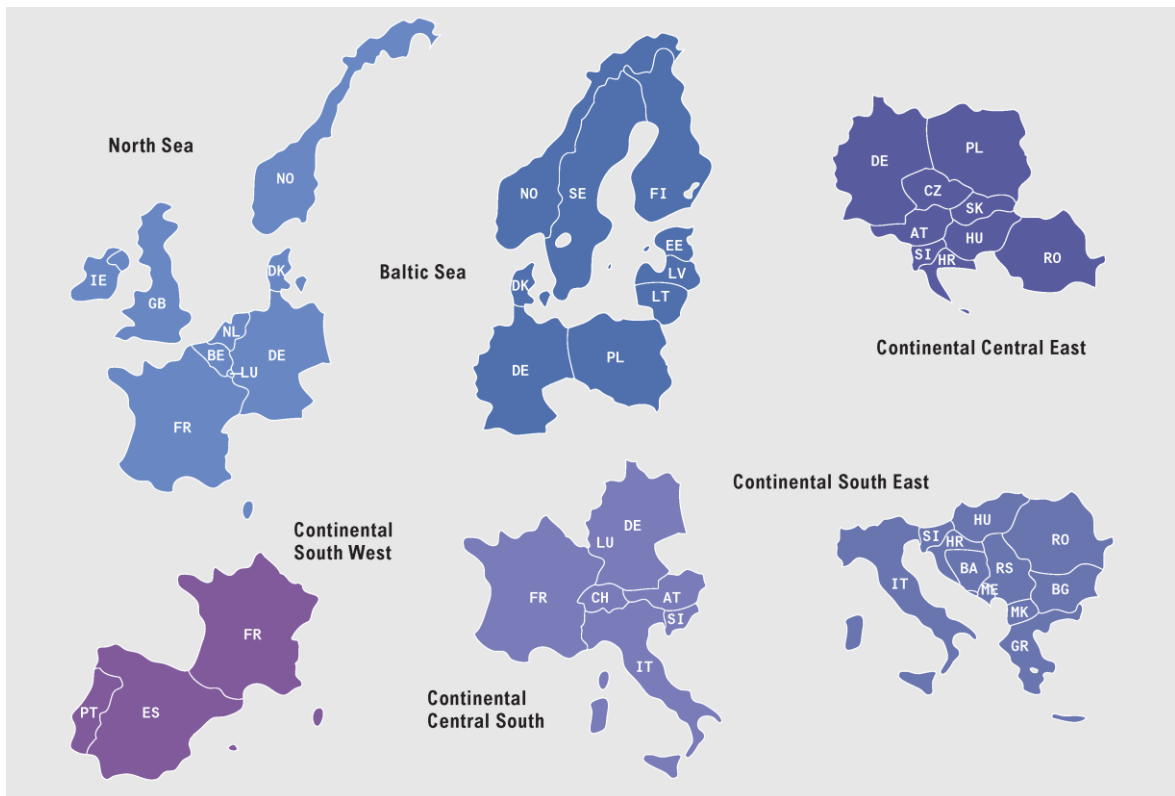 North Sea
NO
DK
IE
GB
NL
BE
DE
LU
FR
Baltic Sea
NO
SE
FI
EE
LV
LT
DK
DE
PL
Continental Central East
DE
PL
CZ
SK
AT
HU
SI
HR
RO
Continental
South West
FR
PT
ES
Continental
Central South
DE
LU
FR
CH
AT
SI
IT
Continental South East
HU
SI
HR
RO
BA
RS
IT
ME
BG
MK
GR